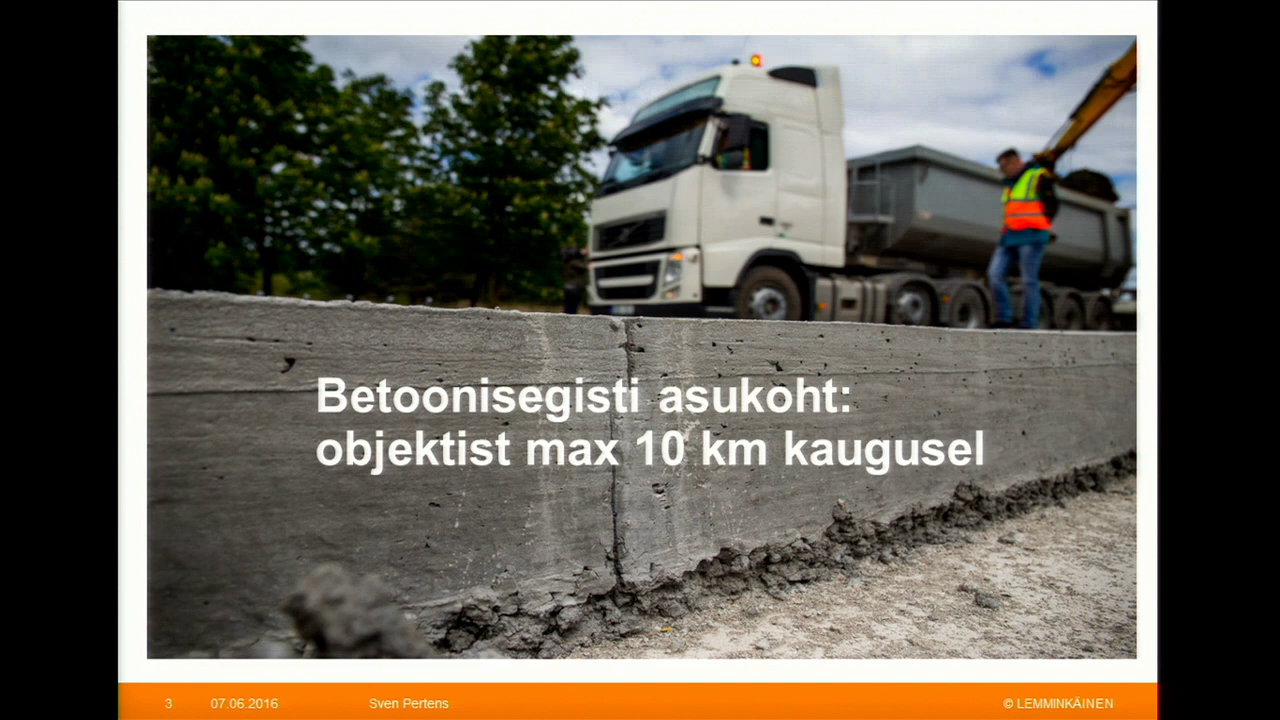 Betoonisegisti asukoht:
objektist max 10 km kaugusel
3 07.06.2016 Sven Pertens © LEMMINKÄINEN